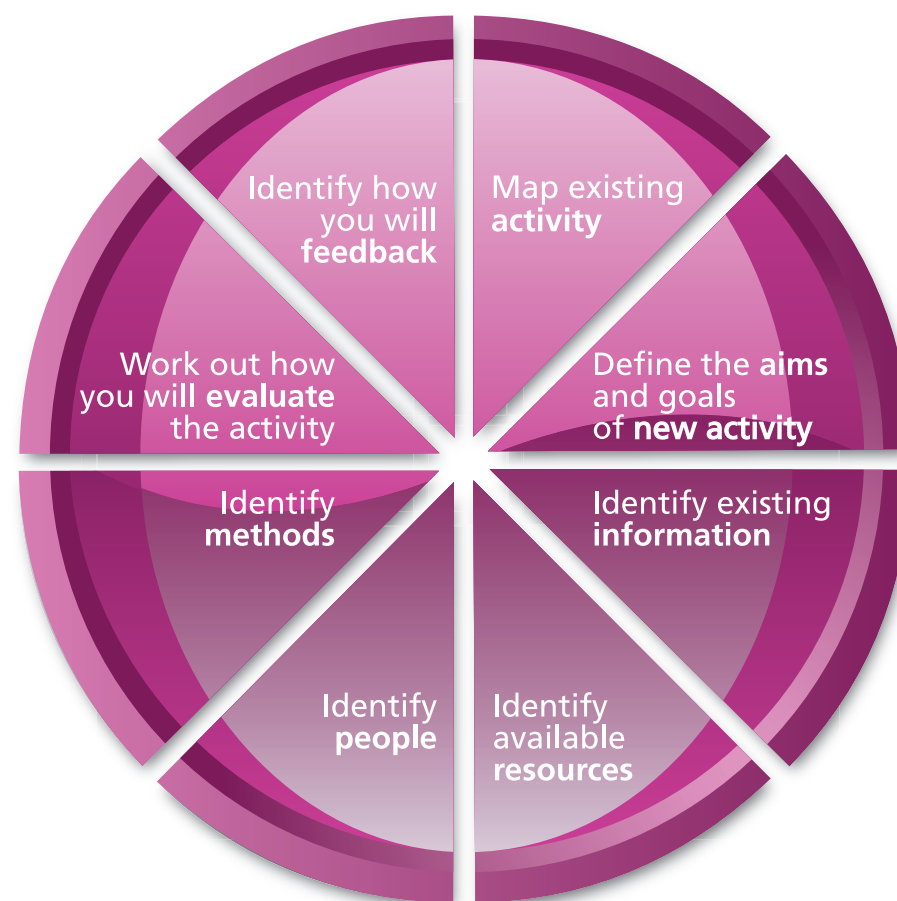 Map existing
activity
Define the aims
and goals
of new activity
Identify existing
information
Identify
available
resources
Identify
people
Identify
methods
Work out how
you will evaluate
the activity
Identify how
you will
feedback